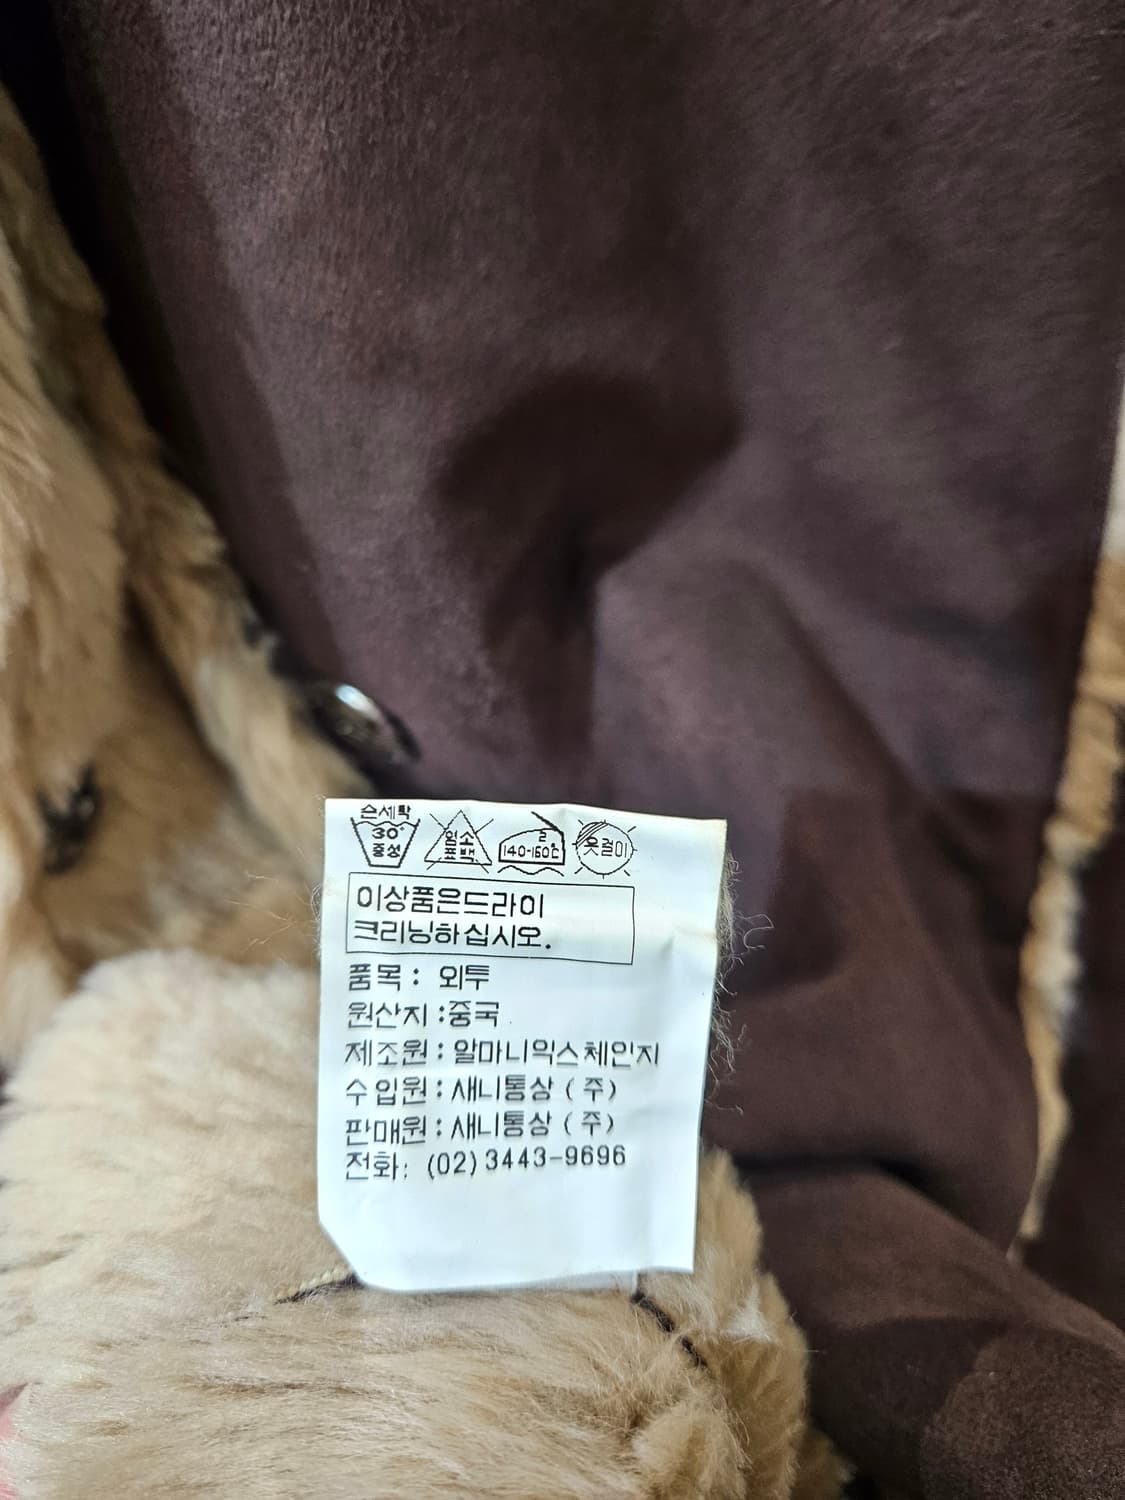 손세탁
30°
중성
염소
표백
2
140-160℃
옷걸이
이상품은드라이
크리닝하십시오.
품목: 외투
원산지:중국
제조원:알마니익스체인지
수입원:새니통상(주)
판매원:새니통상(주)
전화: (02)3443-9696